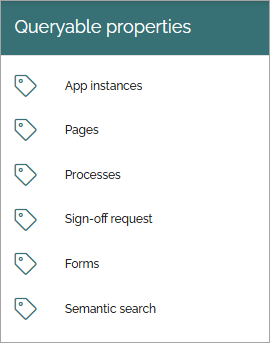 Queryable properties
App instances
Pages
Processes
Sign-off request
Forms
Semantic search